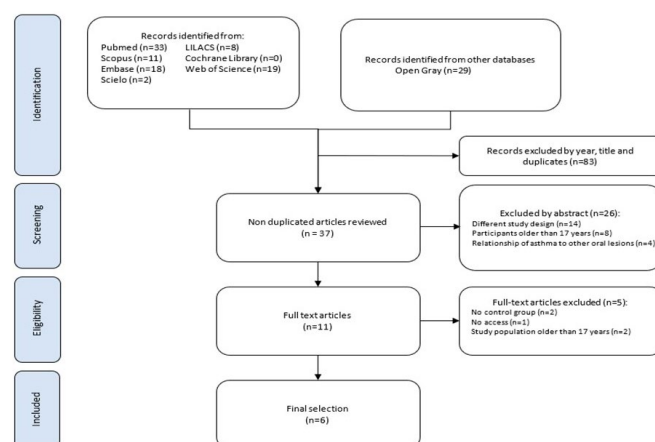 Identification
Records identified from:
Pubmed (n=33) LILACS (n=8)
Scopus (n=11) Cochrane Library (n=0)
Embase (n=18) Web of Science (n=19)
Scielo (n=2)
Records identified from other databases
Open Gray (n=29)
Records excluded by year, title and
duplicates (n=83)
Screening
Non duplicated articles reviewed
(n = 37)
Excluded by abstract (n=26):
Different study design (n=14)
Participants older than 17 years (n=8)
Relationship of asthma to other oral lesions (n=4)
Eligibility
Full text articles
(n=11)
Full-text articles excluded (n=5):
No control group (n=2)
No access (n=1)
Study population older than 17 years (n=2)
Included
Final selection
(n=6)